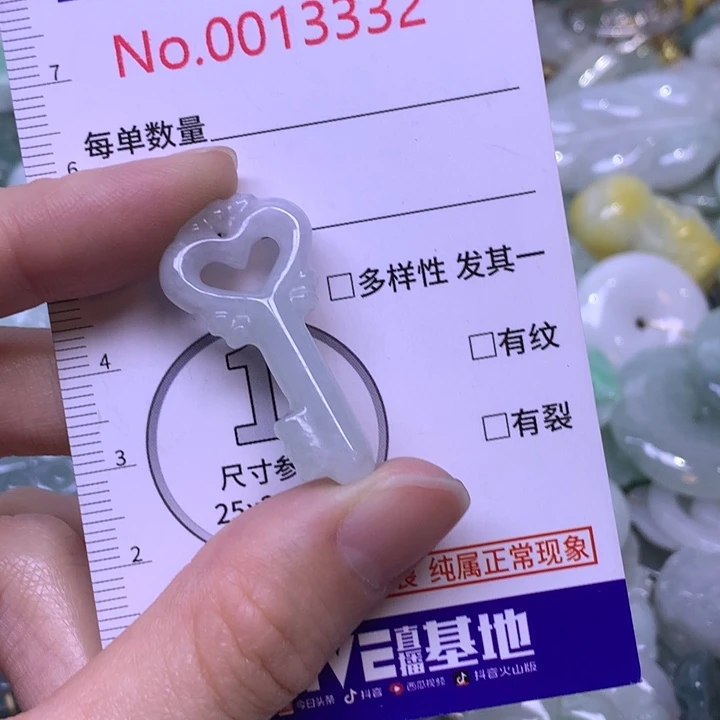 No.0013332
7
每单数量
6
□多样性 发其一
□有纹
4
1
□有裂
3
尺寸参
25
2
纯属正常现象
直播基地
今日头条 抖音 西瓜视频 抖音火山版